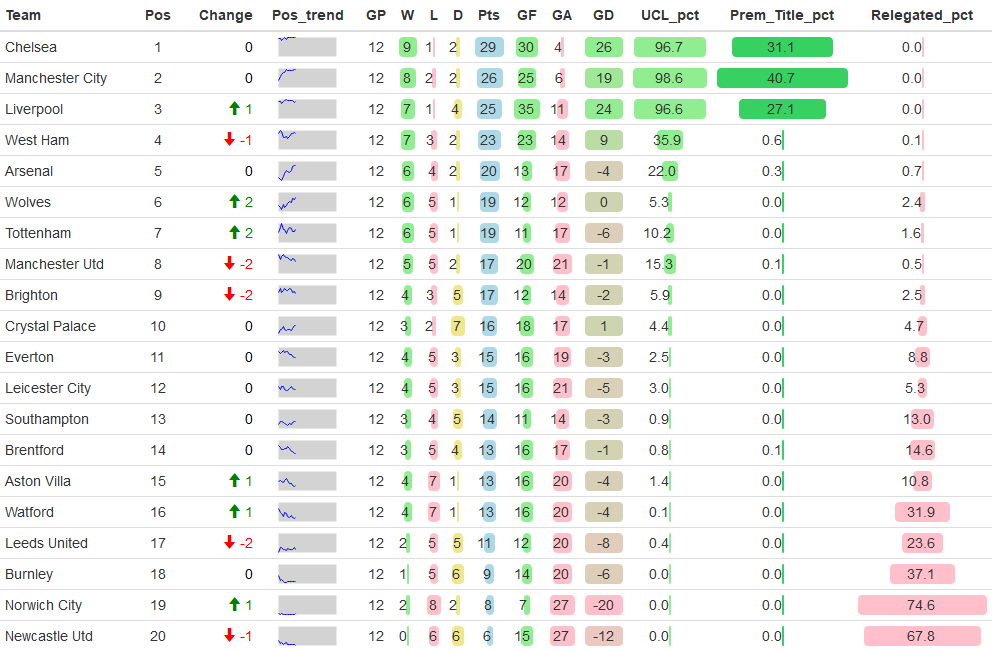 Team Pos Change Pos_trend GP W L D Pts GF GA GD UCL_pct Prem_Title_pct Relegated_pct
Chelsea 1 0 12 9 1 2 29 30 4 26 96.7 31.1 0.0
Manchester City 2 0 12 8 2 2 26 25 6 19 98.6 40.7 0.0
Liverpool 3 1 12 7 1 4 25 35 11 24 96.6 27.1 0.0
West Ham 4 -1 12 7 3 2 23 23 14 9 35.9 0.6 0.1
Arsenal 5 0 12 6 4 2 20 13 17 -4 22.0 0.3 0.7
Wolves 6 2 12 6 5 1 19 12 12 0 5.3 0.0 2.4
Tottenham 7 2 12 6 5 1 19 11 17 -6 10.2 0.0 1.6
Manchester Utd 8 -2 12 5 5 2 17 20 21 -1 15.3 0.1 0.5
Brighton 9 -2 12 4 3 5 17 12 14 -2 5.9 0.0 2.5
Crystal Palace 10 0 12 3 2 7 16 18 17 1 4.4 0.0 4.7
Everton 11 0 12 4 5 3 15 16 19 -3 2.5 0.0 8.8
Leicester City 12 0 12 4 5 3 15 16 21 -5 3.0 0.0 5.3
Southampton 13 0 12 3 4 5 14 11 14 -3 0.9 0.0 13.0
Brentford 14 0 12 3 5 4 13 16 17 -1 0.8 0.1 14.6
Aston Villa 15 1 12 4 7 1 13 16 20 -4 1.4 0.0 10.8
Watford 16 1 12 4 7 1 13 16 20 -4 0.1 0.0 31.9
Leeds United 17 -2 12 2 5 5 11 12 20 -8 0.4 0.0 23.6
Burnley 18 0 12 1 5 6 9 14 20 -6 0.0 0.0 37.1
Norwich City 19 1 12 2 8 2 8 7 27 -20 0.0 0.0 74.6
Newcastle Utd 20 -1 12 0 6 6 6 15 27 -12 0.0 0.0 67.8